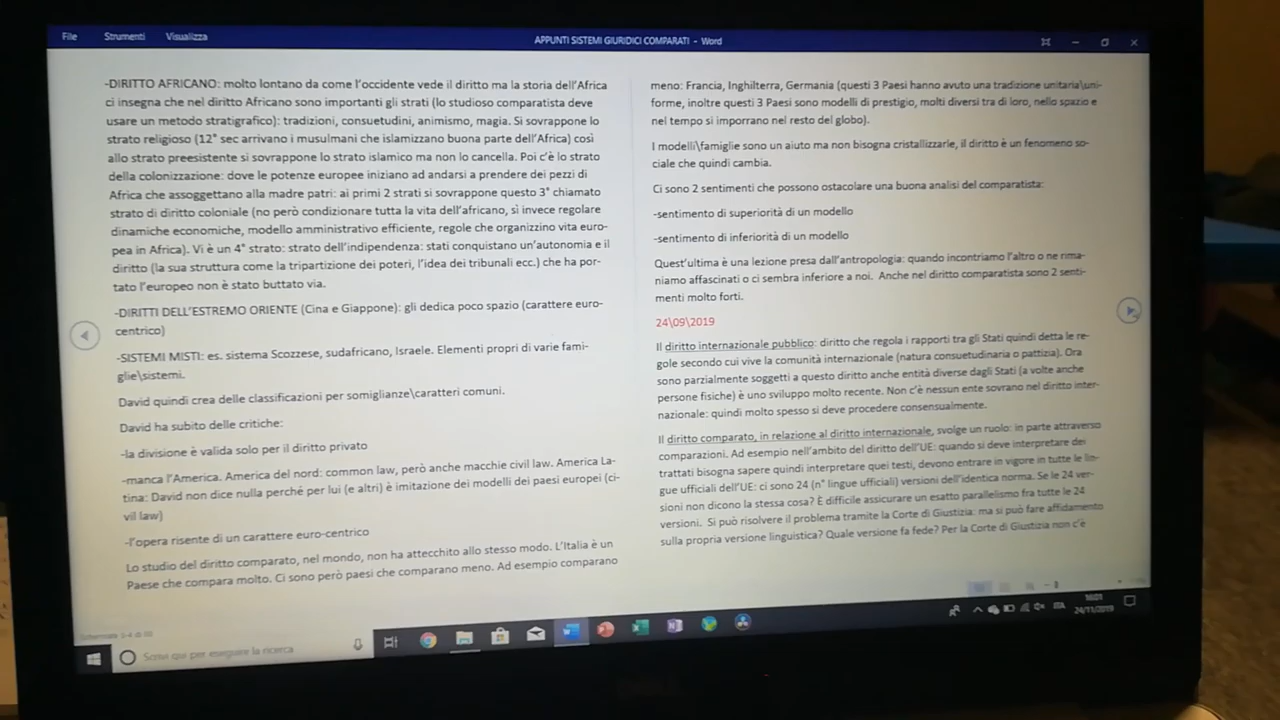 File Strumenti Visualizza
APPUNTI SISTEMI GIURIDICI COMPARATI - Word
-DIRITTO AFRICANO: molto lontano da come l'occidente vede il diritto ma la storia dell'Africa
ci insegna che nel diritto Africano sono importanti gli strati (lo studioso comparatista deve
usare un metodo stratigrafico): tradizioni, consuetudini, animismo, magia. Si sovrappone lo
strato religioso (12° sec arrivano i musulmani che islamizzano buona parte dell'Africa) così
allo strato preesistente si sovrappone lo strato islamico ma non lo cancella. Poi c'è lo strato
della colonizzazione: dove le potenze europee iniziano ad andarsi a prendere dei pezzi di
Africa che assoggettano alla madre patri: ai primi 2 strati si sovrappone questo 3° chiamato
strato di diritto coloniale (no però condizionare tutta la vita dell'africano, sì invece regolare
dinamiche economiche, modello amministrativo efficiente, regole che organizzino vita euro-
pea in Africa). Vi è un 4° strato: strato dell'indipendenza: stati conquistano un'autonomia e il
diritto (la sua struttura come la tripartizione dei poteri, l'idea dei tribunali ecc.) che ha por-
tato l'europeo non è stato buttato via.
-DIRITTI DELL'ESTREMO ORIENTE (Cina e Giappone): gli dedica poco spazio (carattere euro-
centrico)
-SISTEMI MISTI: es. sistema Scozzese, sudafricano, Israele. Elementi propri di varie fami-
glie\sistemi.
David quindi crea delle classificazioni per somiglianze\caratteri comuni.
David ha subito delle critiche:
-la divisione è valida solo per il diritto privato
-manca l'America. America del nord: common law, però anche macchie civil law. America La-
tina: David non dice nulla perchè per lui (e altri) è imitazione dei modelli dei paesi europei (ci-
vil law)
-l'opera risente di un carattere euro-centrico
Lo studio del diritto comparato, nel mondo, non ha attecchito allo stesso modo. L'Italia è un
Paese che compara molto. Ci sono però paesi che comparano meno. Ad esempio comparano
meno: Francia, Inghilterra, Germania (questi 3 Paesi hanno avuto una tradizione unitaria\uni-
forme, inoltre questi 3 Paesi sono modelli di prestigio, molti diversi tra di loro, nello spazio e
nel tempo si imporrano nel resto del globo).
I modelli\famiglie sono un aiuto ma non bisogna cristallizzarle, il diritto è un fenomeno so-
ciale che quindi cambia.
Ci sono 2 sentimenti che possono ostacolare una buona analisi del comparatista:
-sentimento di superiorità di un modello
-sentimento di inferiorità di un modello
Quest'ultima è una lezione presa dall'antropologia: quando incontriamo l'altro o ne rima-
niamo affascinati o ci sembra inferiore a noi. Anche nel diritto comparatista sono 2 senti-
menti molto forti.
24\09\2019
Il diritto internazionale pubblico: diritto che regola i rapporti tra gli Stati quindi detta le re-
gole secondo cui vive la comunità internazionale (natura consuetudinaria o pattizia). Ora
sono parzialmente soggetti a questo diritto anche entità diverse dagli Stati (a volte anche
persone fisiche) è uno sviluppo molto recente. Non c'è nessun ente sovrano nel diritto inter-
nazionale: quindi molto spesso si deve procedere consensualmente.
Il diritto comparato, in relazione al diritto internazionale, svolge un ruolo: in parte attraverso
comparazioni. Ad esempio nell'ambito del diritto dell'UE: quando si deve interpretare dei
trattati bisogna sapere quindi interpretare quei testi, devono entrare in vigore in tutte le lin-
gue ufficiali dell'UE: ci sono 24 (n° lingue ufficiali) versioni dell'identica norma. Se le 24 ver-
sioni non dicono la stessa cosa? È difficile assicurare un esatto parallelismo fra tutte le 24
versioni. Si può risolvere il problema tramite la Corte di Giustizia: ma si può fare affidamento
sulla propria versione linguistica? Quale versione fa fede? Per la Corte di Giustizia non c'è
Scrivi qui per eseguire la ricerca
ITA
16:01
24/11/2019